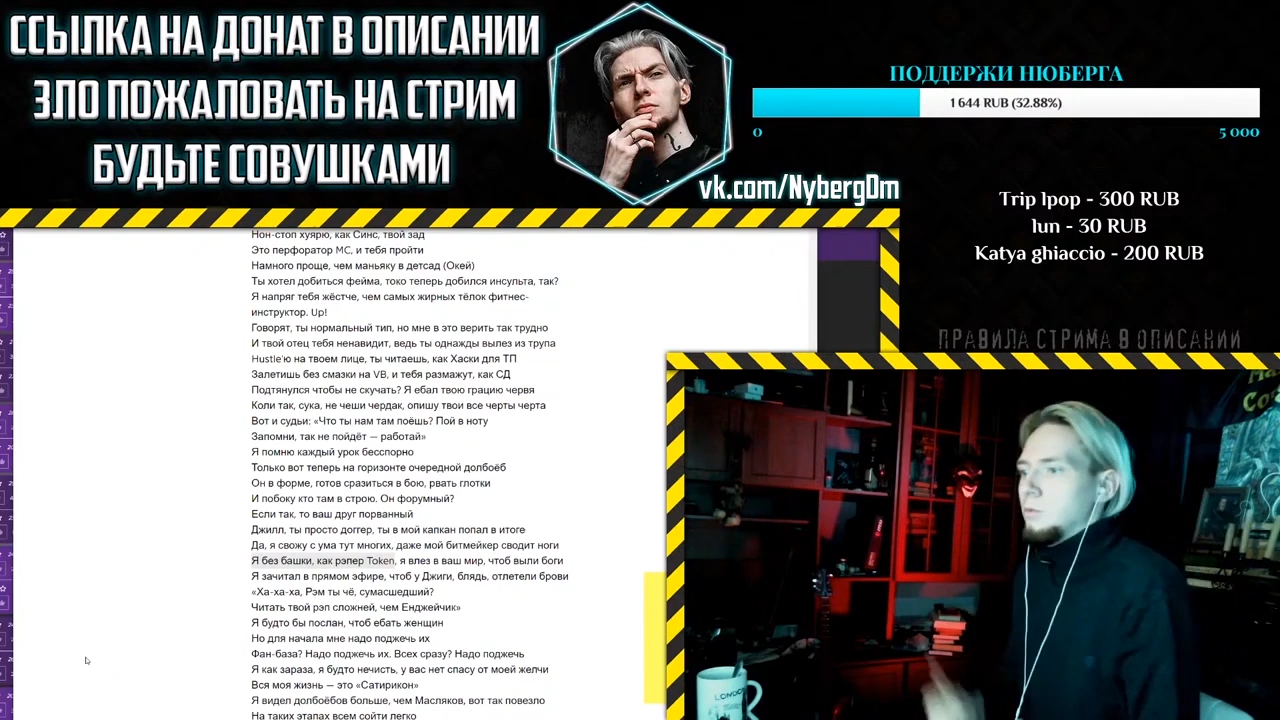 ССЫЛКА НА ДОНАТ В ОПИСАНИИ
ЗЛО ПОЖАЛОВАТЬ НА СТРИМ
БУДЬТЕ СОВУШКАМИ
vk.com/NybergDm
ПОДДЕРЖИ НЮБЕРГА
1 644 RUB (32.88%)
0
5 000
Trip lpop - 300 RUB
lun - 30 RUB
Katya ghiaccio - 200 RUB
ПРАВИЛА СТРИМА В ОПИСАНИИ
Нон-стоп хуярю, как Синс, твой зад
Это перфоратор МС, и тебя пройти
Намного проще, чем маньяку в детсад (Окей)
Ты хотел добиться фейма, токо теперь добился инсульта, так?
Я напряг тебя жёстче, чем самых жирных тёлок фитнес-
инструктор. Up!
Говорят, ты нормальный тип, но мне в это верить так трудно
И твой отец тебя ненавидит, ведь ты однажды вылез из трупа
Hustle'ю на твоем лице, ты читаешь, как Хаски для ТП
Залетишь без смазки на VB, и тебя размажут, как СД
Подтянулся чтобы не скучать? Я ебал твою грацию червя
Коли так, сука, не чеши чердак, опишу твои все черты черта
Вот и судьи: «Что ты нам там поёшь? Пой в ноту
Запомни, так не пойдёт — работай»
Я помню каждый урок бесспорно
Только вот теперь на горизонте очередной долбоёб
Он в форме, готов сразиться в бою, рвать глотки
И побоку кто там в строю. Он форумный?
Если так, то ваш друг порванный
Джилл, ты просто доггер, ты в мой капкан попал в итоге
Да, я свожу с ума тут многих, даже мой битмейкер сводит ноги
Я без башки, как рэпер Token, я влез в ваш мир, чтоб выли боги
Я зачитал в прямом эфире, чтоб у Джиги, блядь, отлетели брови
«Ха-ха-ха, Рэм ты чё, сумасшедший?
Читать твой рэп сложней, чем Енджейчик»
Я будто бы послан, чтоб ебать женщин
Но для начала мне надо поджечь их
Фан-база? Надо поджечь их. Всех сразу? Надо поджечь
Я как зараза, я будто нечисть, у вас нет спасу от моей желчи
Вся моя жизнь — это «Сатирикон»
Я видел долбоёбов больше, чем Масляков, вот так повезло
На таких этапах всем сойти легко
LONDON